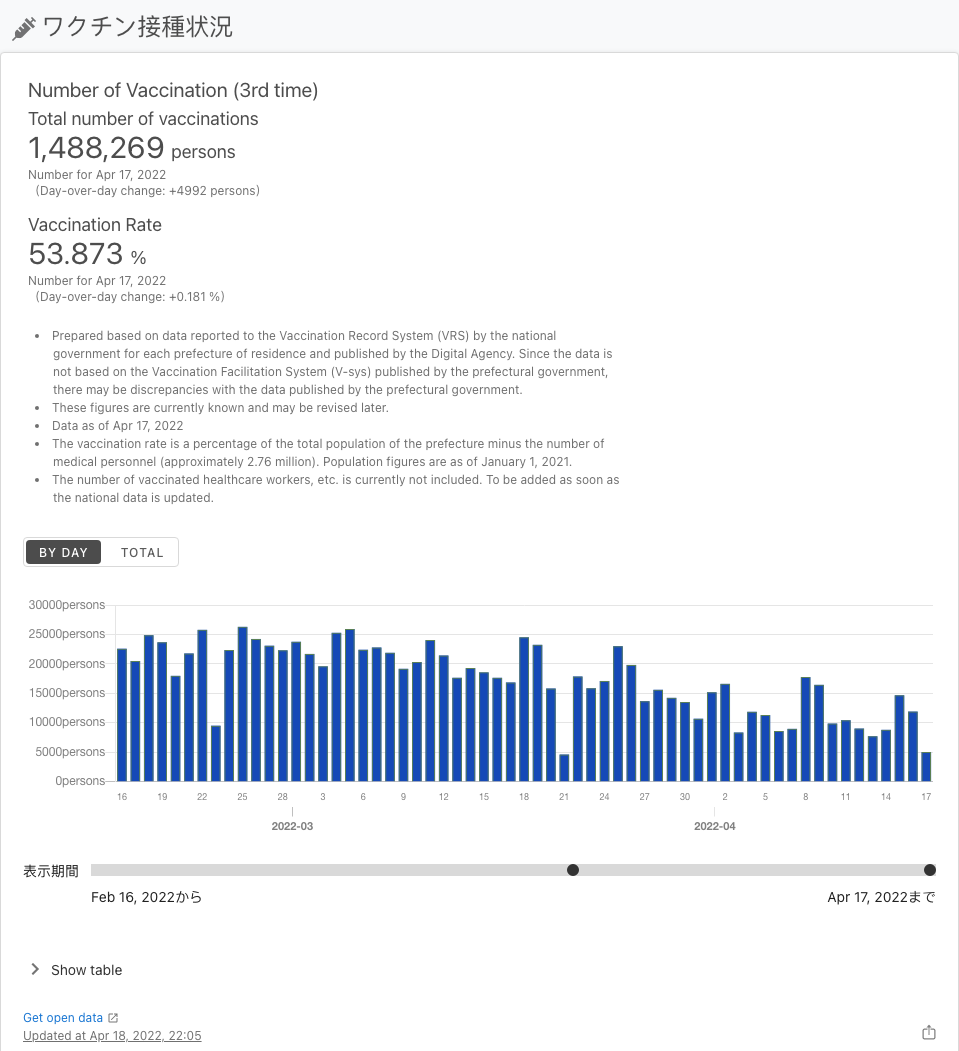 ワクチン接種状況
Number of Vaccination (3rd time)
Total number of vaccinations
1,488,269 persons
Number for Apr 17, 2022
(Day-over-day change: +4992 persons)
Vaccination Rate
53.873 %
Number for Apr 17, 2022
(Day-over-day change: +0.181 %)
• Prepared based on data reported to the Vaccination Record System (VRS) by the national
government for each prefecture of residence and published by the Digital Agency. Since the data is
not based on the Vaccination Facilitation System (V-sys) published by the prefectural government,
there may be discrepancies with the data published by the prefectural government.
• These figures are currently known and may be revised later.
• Data as of Apr 17, 2022
• The vaccination rate is a percentage of the total population of the prefecture minus the number of
medical personnel (approximately 2.76 million). Population figures are as of January 1, 2021.
• The number of vaccinated healthcare workers, etc. is currently not included. To be added as soon as
the national data is updated.
BY DAY TOTAL
30000persons
25000persons
20000persons
15000persons
10000persons
5000persons
0persons
16 19 22 25 28 3 6 9 12 15 18 21 24 27 30 2 5 8 11 14 17
2022-03 2022-04
表示期間
Feb 16, 2022から Apr 17, 2022まで
Show table
Get open data
Updated at Apr 18, 2022, 22:05